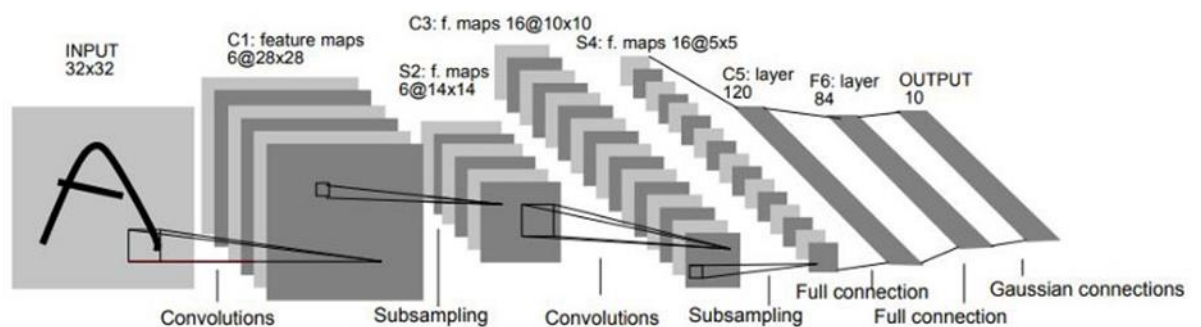 INPUT
32x32
C1: feature maps
6@28x28
S2: f. maps
6@14x14
C3: f. maps 16@10x10
S4: f. maps 16@5x5
C5: layer
120
F6: layer
84
OUTPUT
10
Convolutions
Subsampling
Convolutions
Subsampling
Full connection
Full connection
Gaussian connections
A